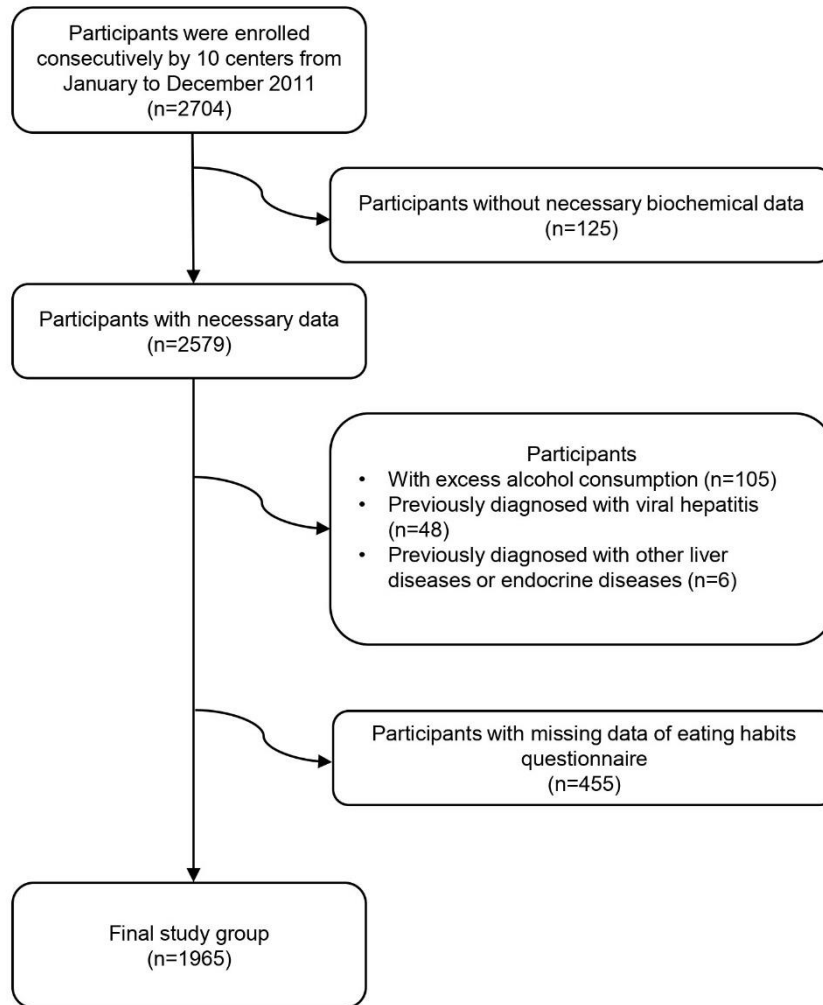 Participants were enrolled
consecutively by 10 centers from
January to December 2011
(n=2704)
Participants without necessary biochemical data
(n=125)
Participants with necessary data
(n=2579)
Participants
• With excess alcohol consumption (n=105)
• Previously diagnosed with viral hepatitis
(n=48)
• Previously diagnosed with other liver
diseases or endocrine diseases (n=6)
Participants with missing data of eating habits
questionnaire
(n=455)
Final study group
(n=1965)